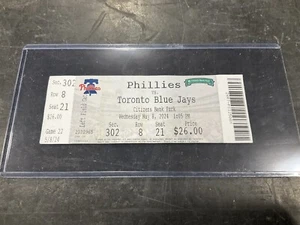 Sec. 302
Row 8
Seat 21
$26.00
Game 23
5/8/24
Phillies
Phillies
vs.
Toronto Blue Jays
Citizens Bank Park
Wednesday May 8, 2024 1:05 PM
Sec. Row Seat Price
302 8 21 $26.00